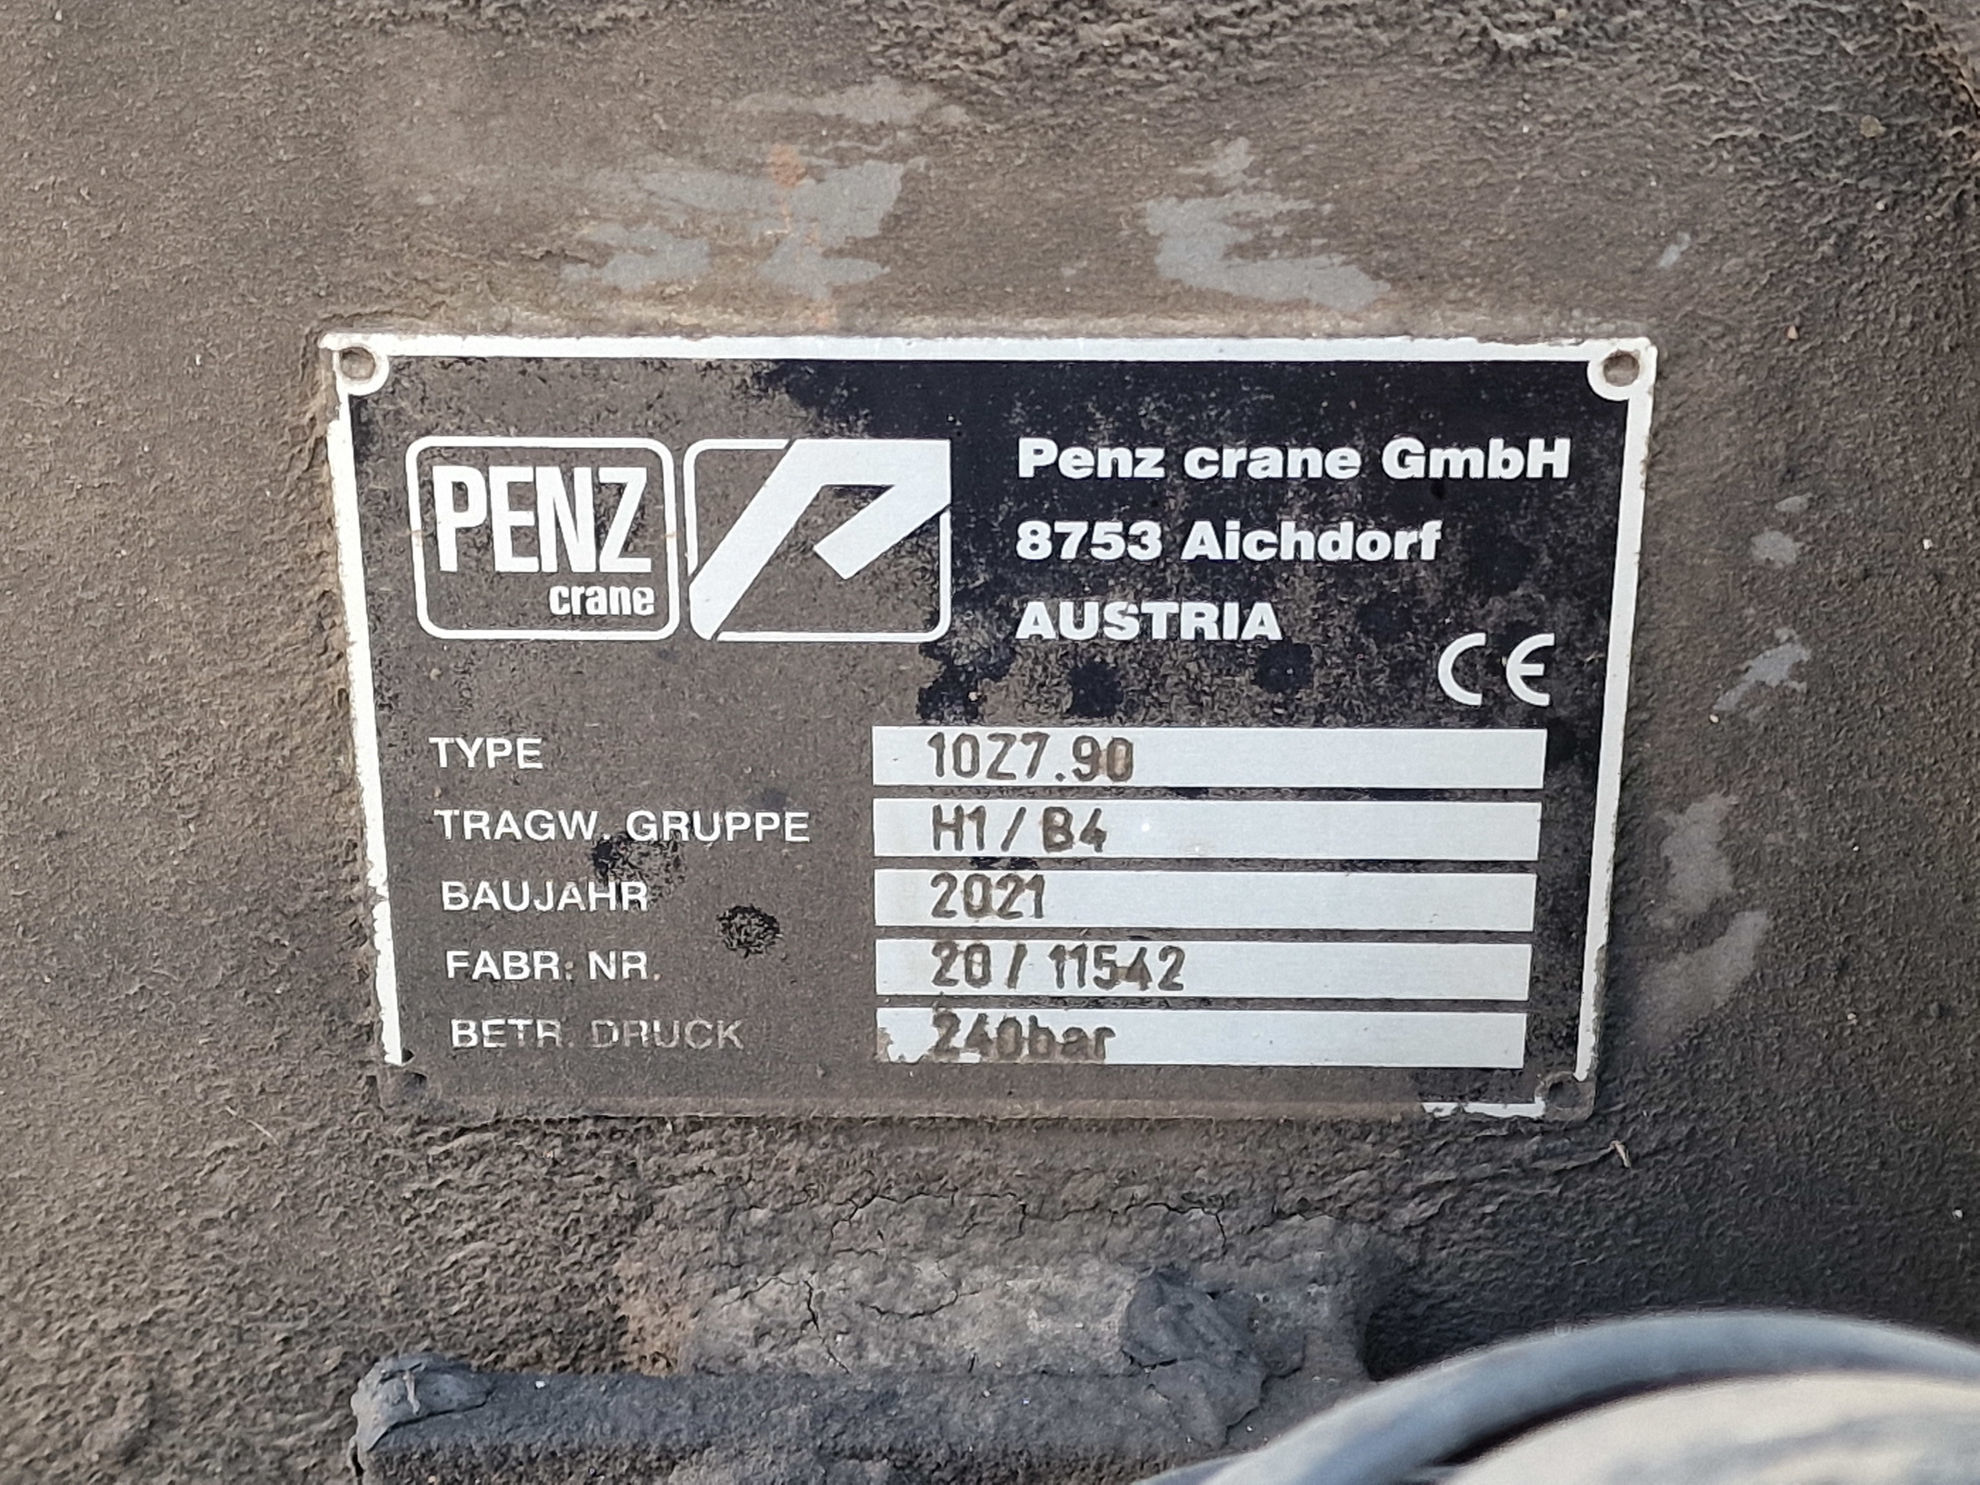 PENZ
crane
Penz crane GmbH
8753 Aichdorf
AUSTRIA
CE
TYPE 10Z7.90
TRAGW. GRUPPE H1/B4
BAUJAHR 2021
FABR. NR. 20/11542
BETR. DRUCK 240bar